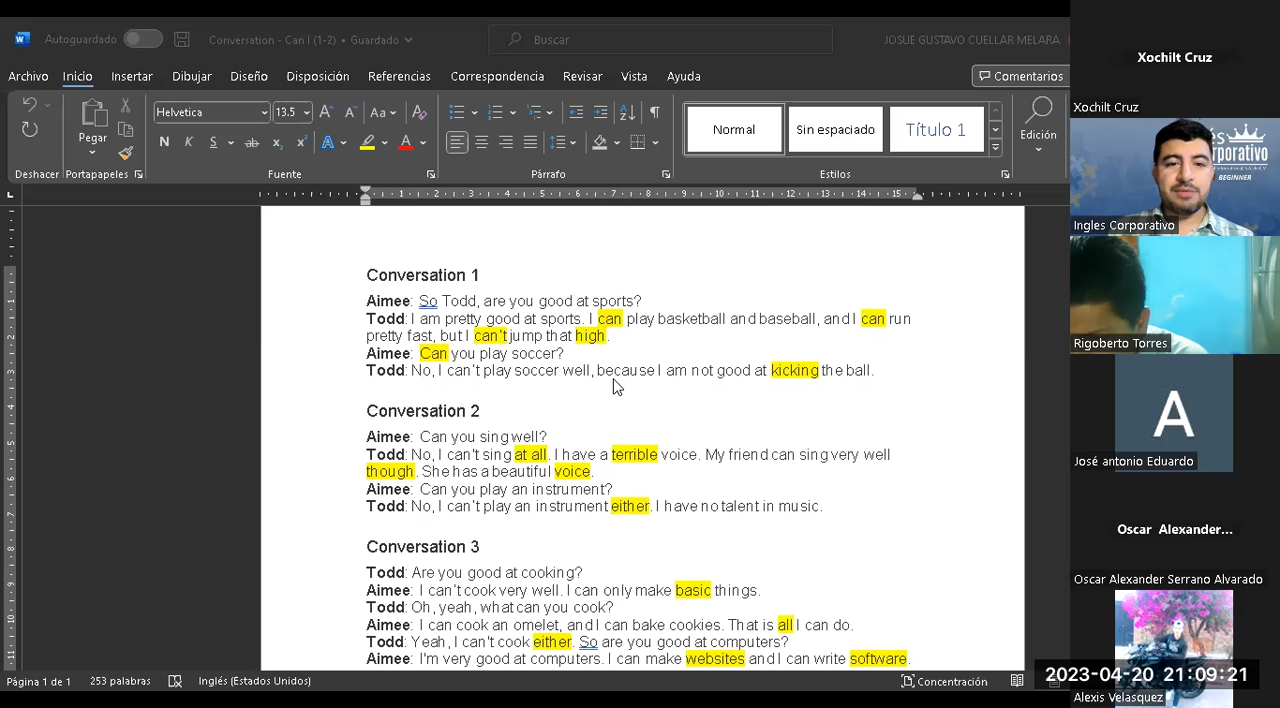 Autoguardado
Conversation - Can I (1-2) • Guardado
Buscar
JOSUE GUSTAVO CUELLAR MELARA
Archivo Inicio Insertar Dibujar Diseño Disposición Referencias Correspondencia Revisar Vista Ayuda
Comentarios
Helvetica 13.5
Pegar
Normal
Sin espaciado
Título 1
Edición
Deshacer Portapapeles Fuente Párrafo Estilos
Conversation 1
Aimee: So Todd, are you good at sports?
Todd: I am pretty good at sports. I can play basketball and baseball, and I can run
pretty fast, but I can't jump that high.
Aimee: Can you play soccer?
Todd: No, I can't play soccer well, because I am not good at kicking the ball.
Conversation 2
Aimee: Can you sing well?
Todd: No, I can't sing at all. I have a terrible voice. My friend can sing very well
though. She has a beautiful voice.
Aimee: Can you play an instrument?
Todd: No, I can't play an instrument either. I have no talent in music.
Conversation 3
Todd: Are you good at cooking?
Aimee: I can't cook very well. I can only make basic things.
Todd: Oh, yeah, what can you cook?
Aimee: I can cook an omelet, and I can bake cookies. That is all I can do.
Todd: Yeah, I can't cook either. So are you good at computers?
Aimee: I'm very good at computers. I can make websites and I can write software.
Página 1 de 1 253 palabras Inglés (Estados Unidos) Concentración
Xochilt Cruz
Xochilt Cruz
BEGINNER
Ingles Corporativo
Rigoberto Torres
A
José antonio Eduardo
Oscar Alexander...
Oscar Alexander Serrano Alvarado
2023-04-20 21:09:21
Alexis Velasquez